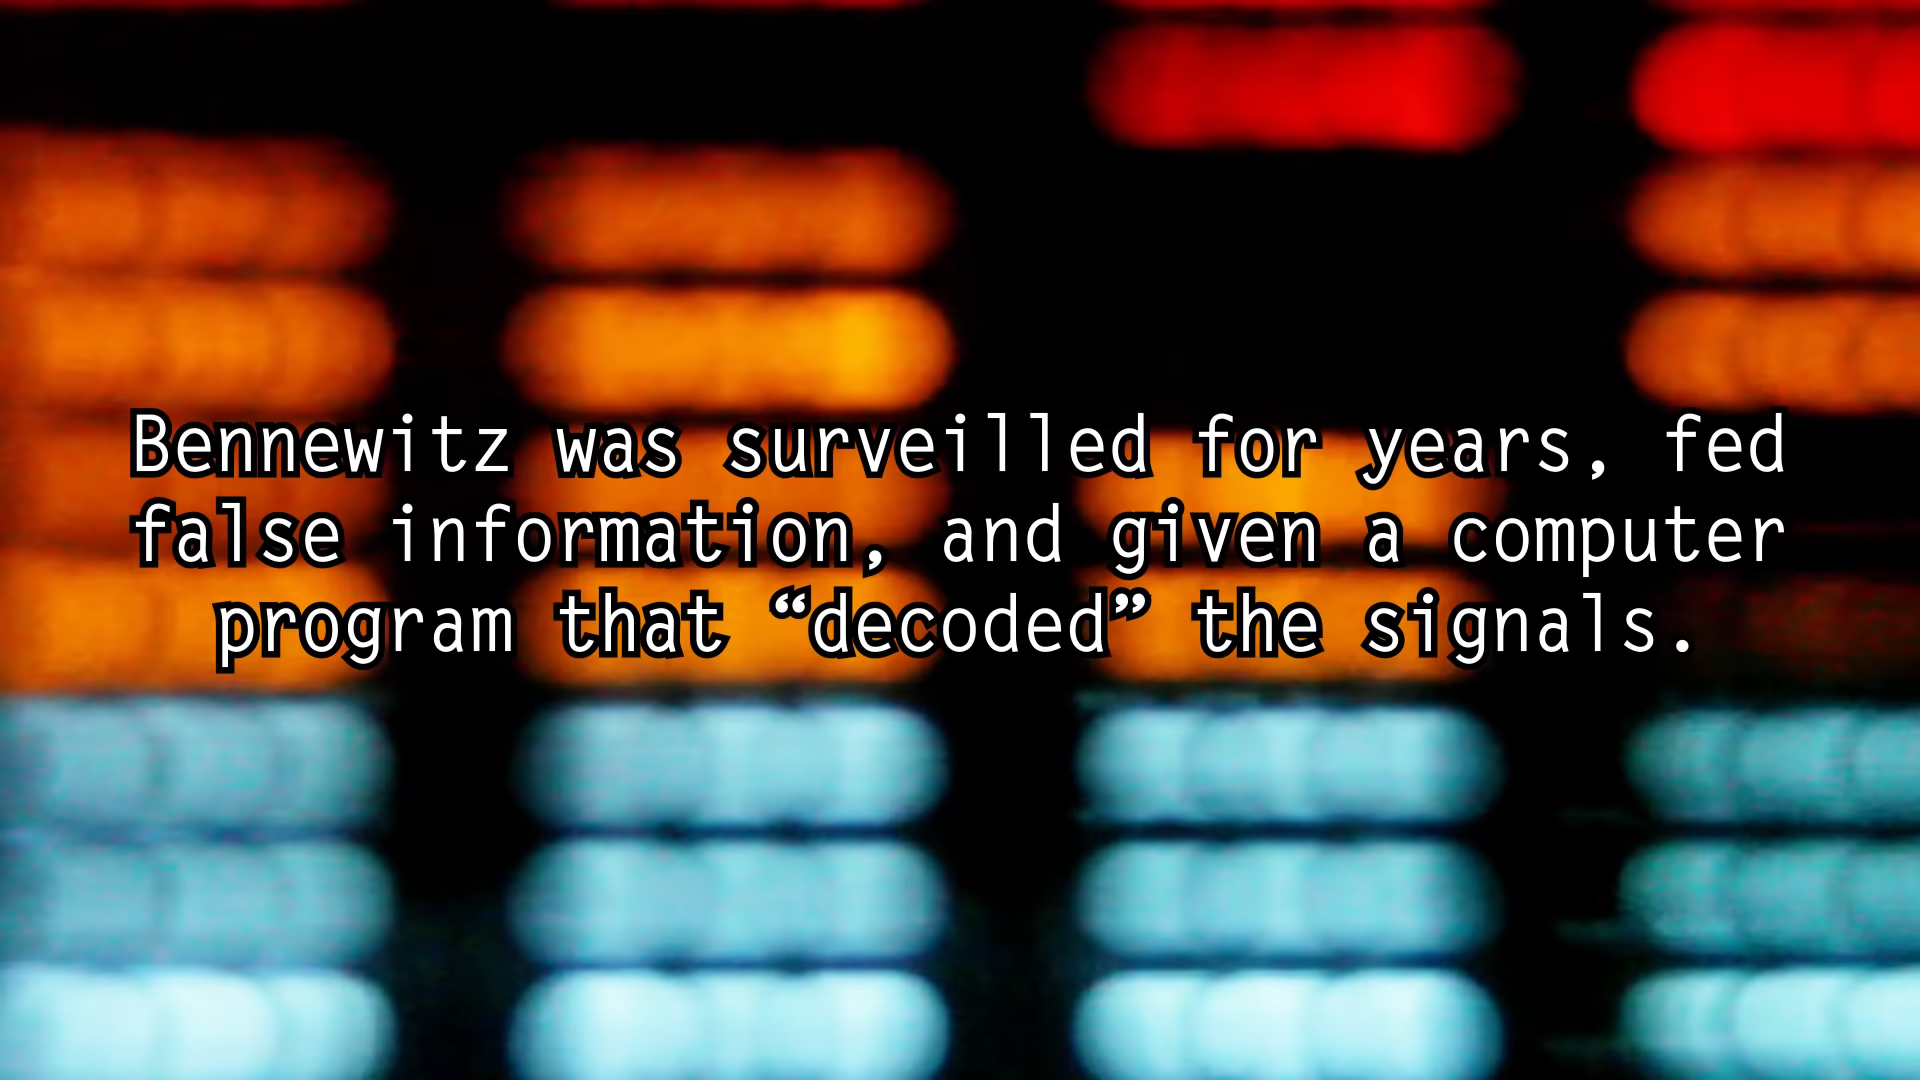 Bennewitz was surveilled for years, fed
false information, and given a computer
program that “decoded” the signals.